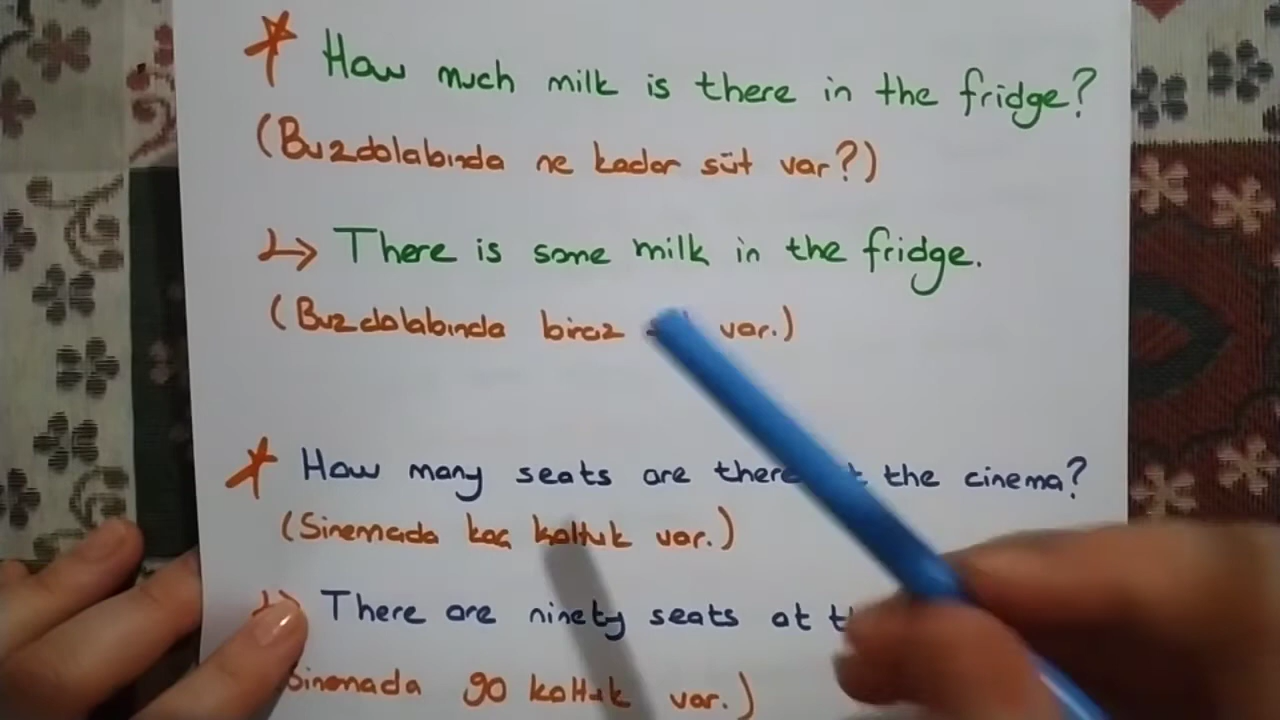 How much milk is there in the fridge?
(Buzdolabında ne kadar süt var?)
There is some milk in the fridge.
(Buzdolabında biraz var.)
How many seats are there the cinema?
(Sinemada kaç koltuk var.)
There are ninety seats at
Sinemada 90 koltuk var.)